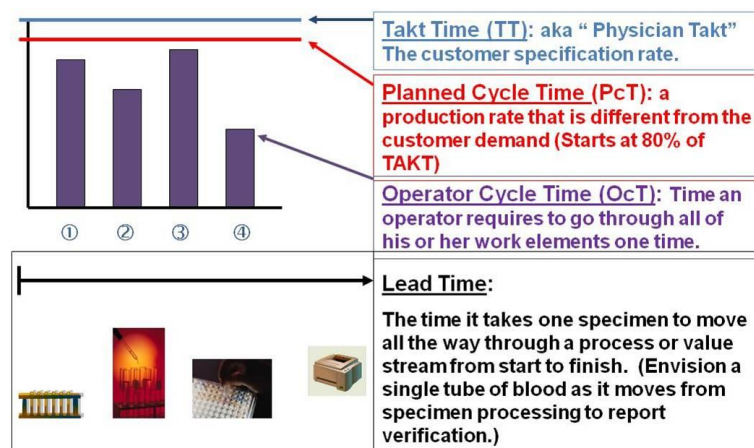 Takt Time (TT): aka “ Physician Takt”
The customer specification rate.
Planned Cycle Time (PcT): a
production rate that is different from the
customer demand (Starts at 80% of
TAKT)
Operator Cycle Time (OcT): Time an
operator requires to go through all of
his or her work elements one time.
① ② ③ ④
Lead Time:
The time it takes one specimen to move
all the way through a process or value
stream from start to finish. (Envision a
single tube of blood as it moves from
specimen processing to report
verification.)